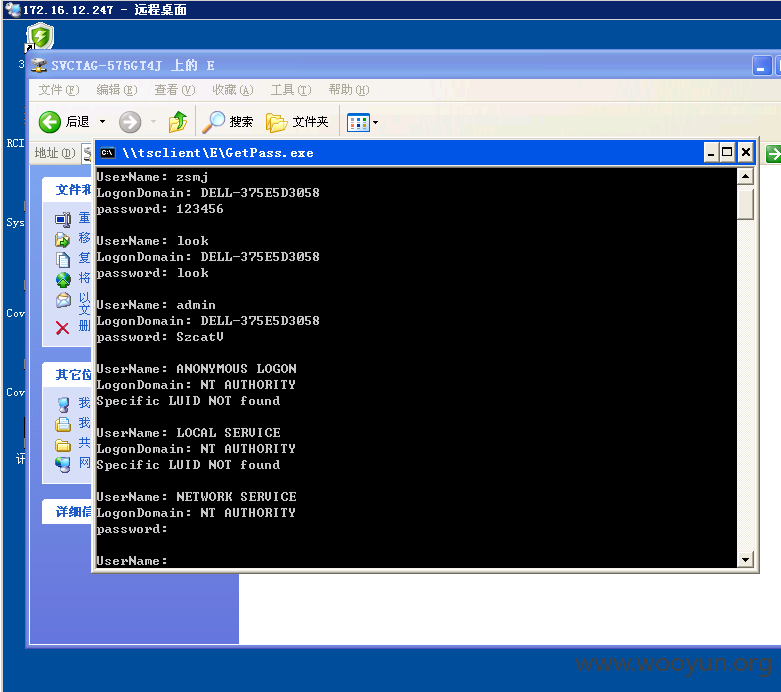 172.16.12.247 - 远程桌面
SVCTAG-575GT4J 上的 E
文件(F) 编辑(E) 查看(V) 收藏(A) 工具(T) 帮助(H)
后退 搜索 文件夹
地址(D)
\\tsclient\E\GetPass.exe
UserName: zsmj
LogonDomain: DELL-375E5D3058
password: 123456
UserName: look
LogonDomain: DELL-375E5D3058
password: look
UserName: admin
LogonDomain: DELL-375E5D3058
password: SzcatV
UserName: ANONYMOUS LOGON
LogonDomain: NT AUTHORITY
Specific LUID NOT found
UserName: LOCAL SERVICE
LogonDomain: NT AUTHORITY
Specific LUID NOT found
UserName: NETWORK SERVICE
LogonDomain: NT AUTHORITY
password:
UserName:
3
RCI
Sys
Cov
Cov
文件和
重
移
复
将
以
文
删
其它位
我
我
共
网
详细信
www.wooyun.org